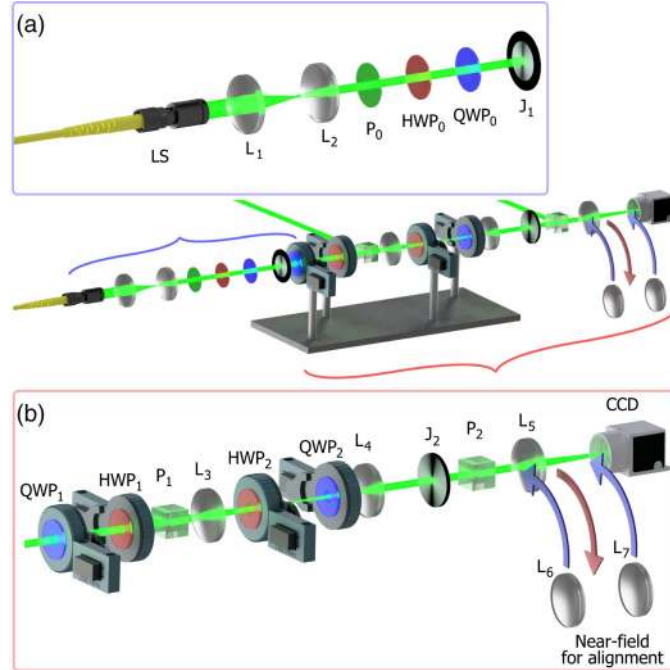 (a)
LS
L1
L2
P0
HWP0
QWP0
J1
(b)
QWP1
HWP1
P1
L3
HWP2
QWP2
L4
J2
P2
L5
CCD
L6
L7
Near-field
for alignment